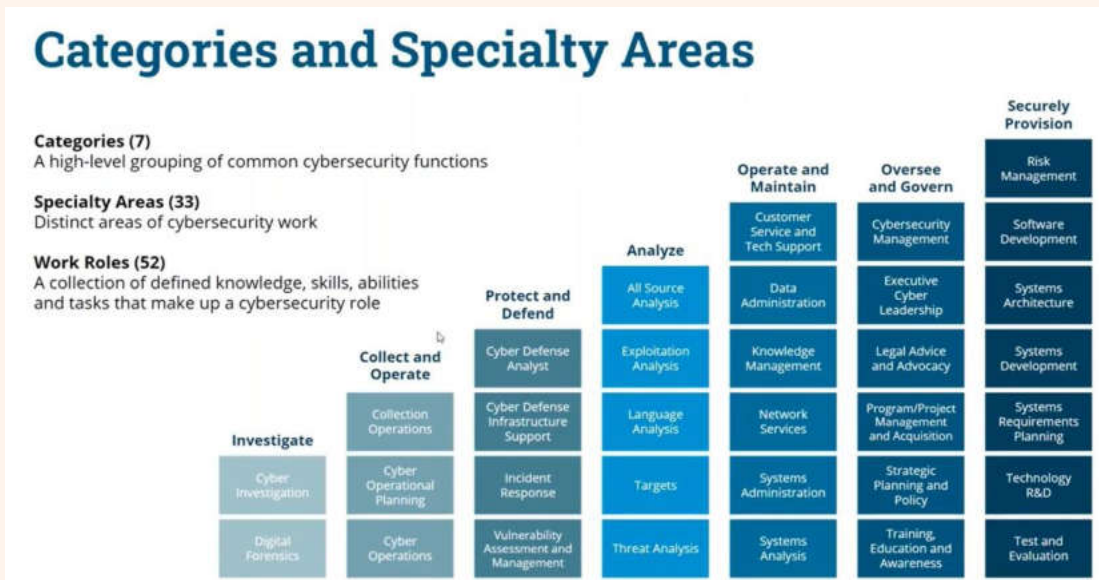 Categories and Specialty Areas
Categories (7)
A high-level grouping of common cybersecurity functions
Specialty Areas (33)
Distinct areas of cybersecurity work
Work Roles (52)
A collection of defined knowledge, skills, abilities
and tasks that make up a cybersecurity role
Investigate
Cyber
Investigation
Digital
Forensics
Collect and
Operate
Collection
Operations
Cyber
Operational
Planning
Cyber
Operations
Protect and
Defend
Cyber Defense
Analyst
Cyber Defense
Infrastructure
Support
Incident
Response
Vulnerability
Assessment and
Management
Analyze
All Source
Analysis
Exploitation
Analysis
Language
Analysis
Targets
Threat Analysis
Operate and
Maintain
Customer
Service and
Tech Support
Data
Administration
Knowledge
Management
Network
Services
Systems
Administration
Systems
Analysis
Oversee
and Govern
Cybersecurity
Management
Executive
Cyber
Leadership
Legal Advice
and Advocacy
Program/Project
Management
and Acquisition
Strategic
Planning and
Policy
Training,
Education and
Awareness
Securely
Provision
Risk
Management
Software
Development
Systems
Architecture
Systems
Development
Systems
Requirements
Planning
Technology
R&D
Test and
Evaluation